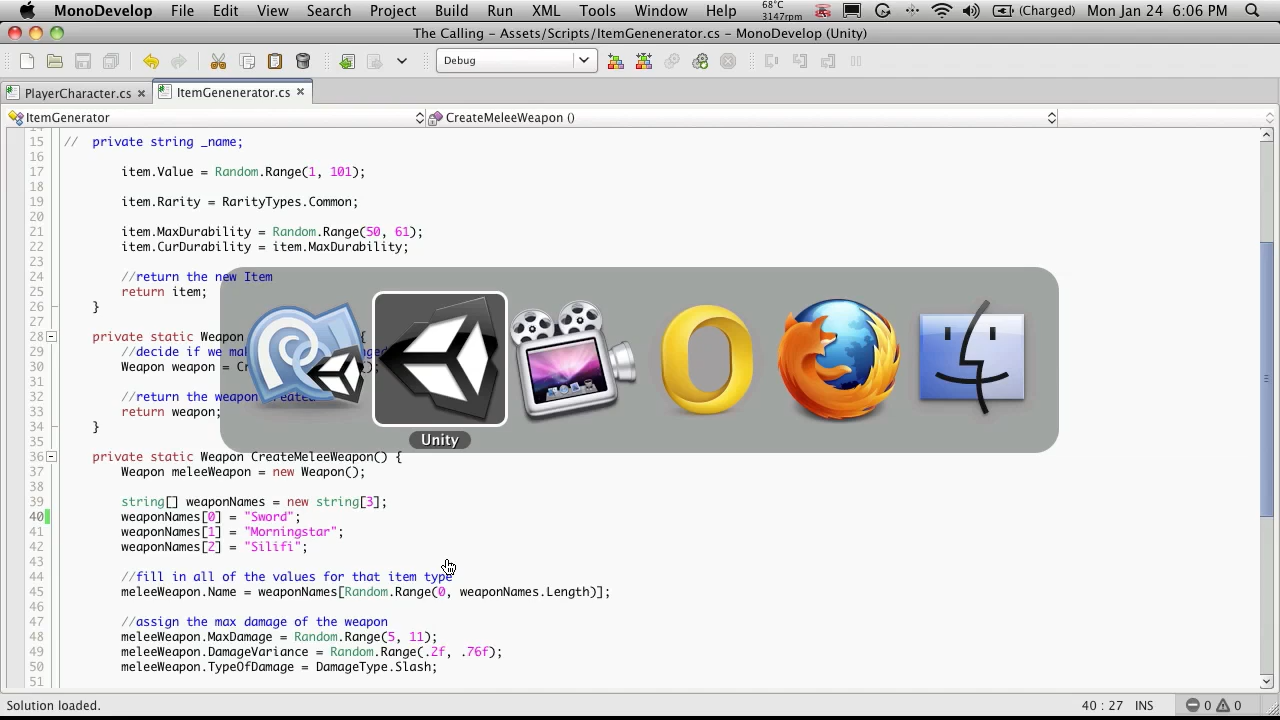 MonoDevelop File Edit View Search Project Build Run XML Tools Window Help 68°C 3147rpm (Charged) Mon Jan 24 6:06 PM
The Calling - Assets/Scripts/ItemGenenerator.cs - MonoDevelop (Unity)
Debug
PlayerCharacter.cs ItemGenenerator.cs
ItemGenerator CreateMeleeWeapon ()
15 // private string _name;
16
17 item.Value = Random.Range(1, 101);
18
19 item.Rarity = RarityTypes.Common;
20
21 item.MaxDurability = Random.Range(50, 61);
22 item.CurDurability = item.MaxDurability;
23
24 //return the new Item
25 return item;
26 }
27
28 private static Weapon {
29 //decide if we mak
30 Weapon weapon = Cr
31
32 //return the weapon created
33 return weapon;
34 }
35
36 private static Weapon CreateMeleeWeapon() {
37 Weapon meleeWeapon = new Weapon();
38
39 string[] weaponNames = new string[3];
40 weaponNames[0] = "Sword";
41 weaponNames[1] = "Morningstar";
42 weaponNames[2] = "Silifi";
43
44 //fill in all of the values for that item type
45 meleeWeapon.Name = weaponNames[Random.Range(0, weaponNames.Length)];
46
47 //assign the max damage of the weapon
48 meleeWeapon.MaxDamage = Random.Range(5, 11);
49 meleeWeapon.DamageVariance = Random.Range(.2f, .76f);
50 meleeWeapon.TypeOfDamage = DamageType.Slash;
51
Unity
Solution loaded. 40 : 27 INS 0 0